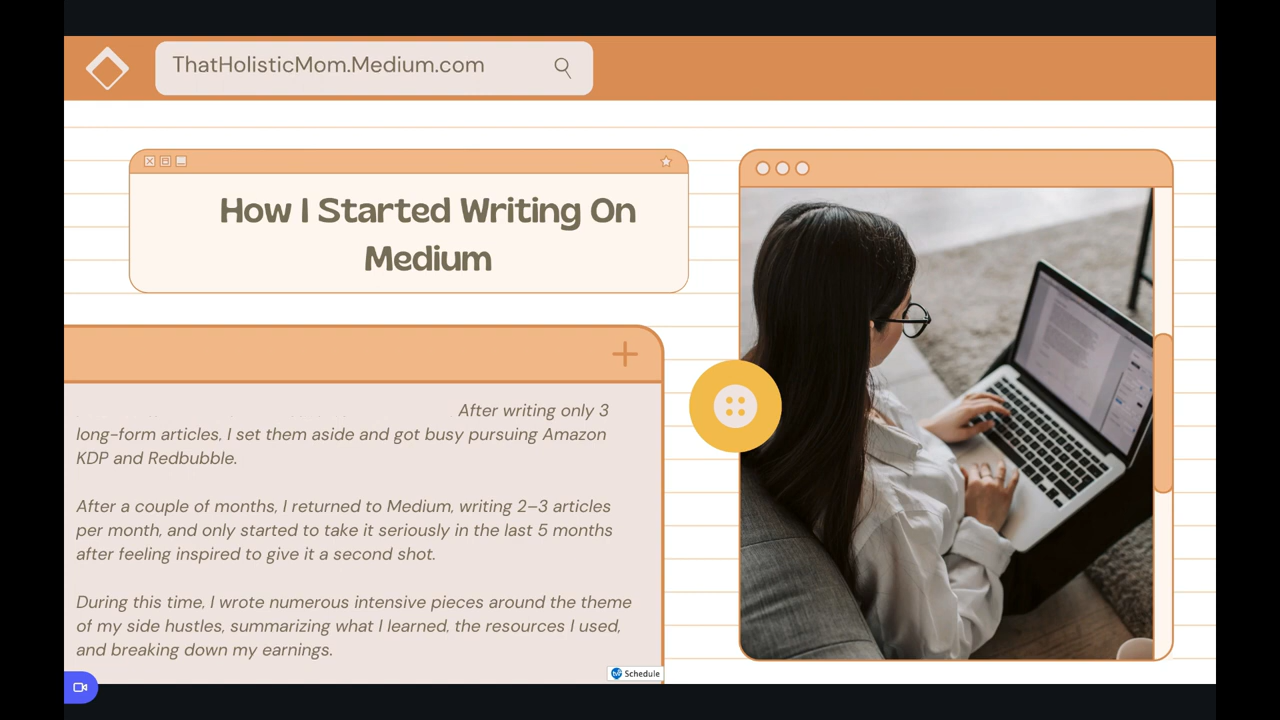 ThatHolisticMom.Medium.com
How I Started Writing On
Medium
After writing only 3
long-form articles, I set them aside and got busy pursuing Amazon
KDP and Redbubble.
After a couple of months, I returned to Medium, writing 2–3 articles
per month, and only started to take it seriously in the last 5 months
after feeling inspired to give it a second shot.
During this time, I wrote numerous intensive pieces around the theme
of my side hustles, summarizing what I learned, the resources I used,
and breaking down my earnings.
Schedule